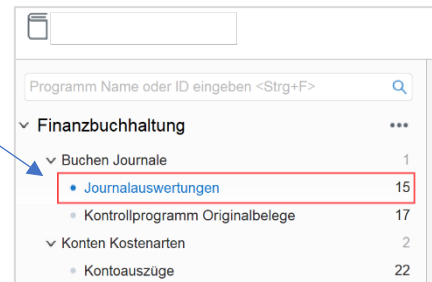 Programm Name oder ID eingeben <Strg+F>
Finanzbuchhaltung
Buchen Journale 1
Journalauswertungen 15
Kontrollprogramm Originalbelege 17
Konten Kostenarten 2
Kontoauszüge 22